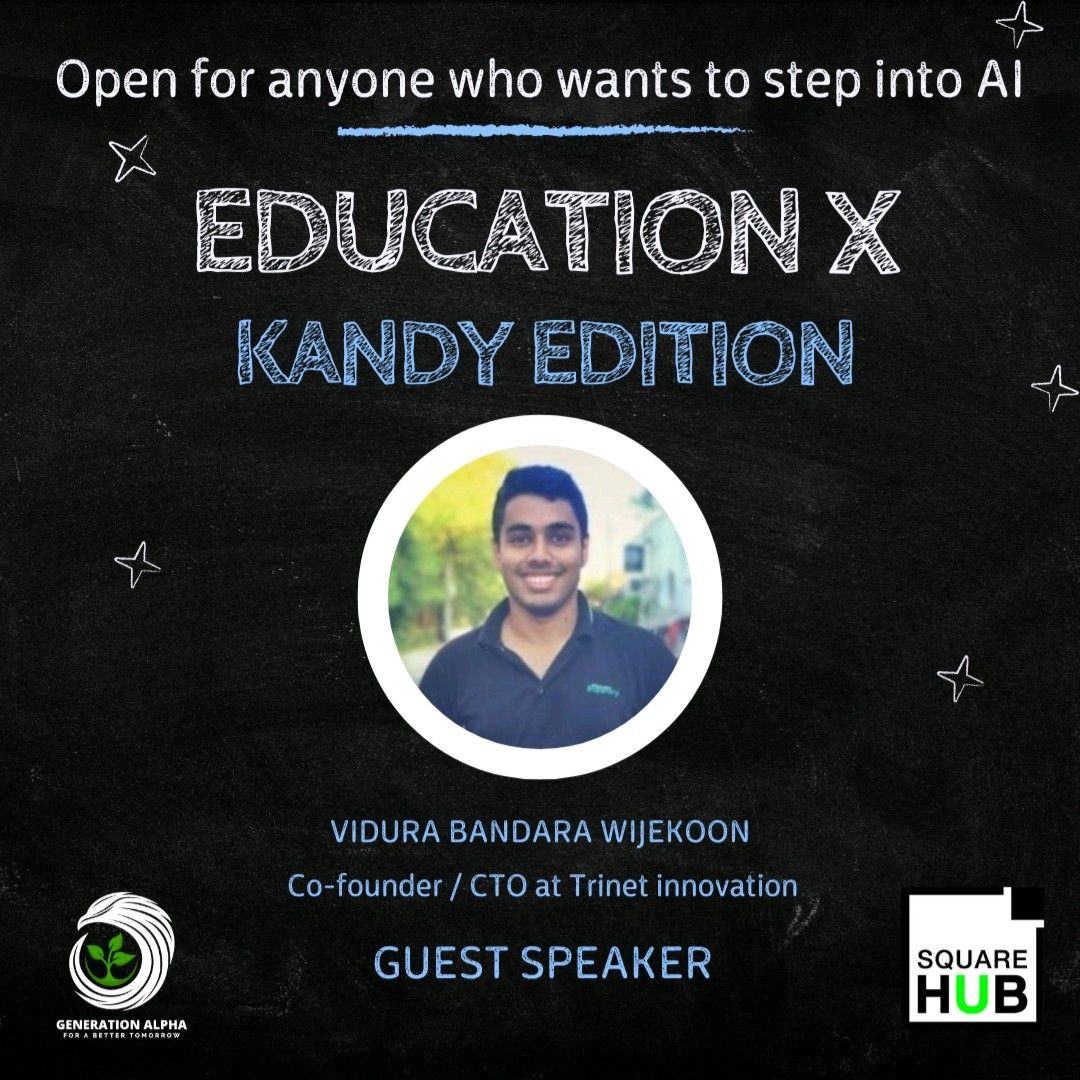 Open for anyone who wants to step into AI
EDUCATION X
KANDY EDITION
VIDURA BANDARA WIJEKOON
Co-founder / CTO at Trinet innovation
GUEST SPEAKER
GENERATION ALPHA
FOR A BETTER TOMORROW
SQUARE
HUB